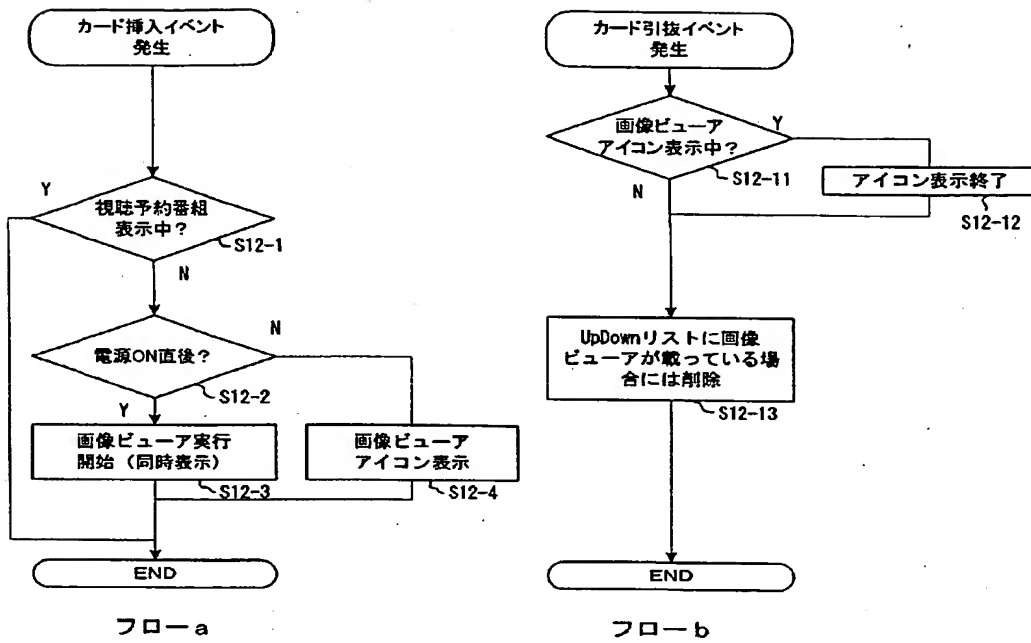 カード挿入イベント
発生
Y
視聴予約番組
表示中?
S12-1
N
電源ON直後?
N
S12-2
Y
画像ビューア実行
開始(同時表示)
S12-3
画像ビューア
アイコン表示
S12-4
END
フローa
カード引抜イベント
発生
画像ビューア
アイコン表示中?
Y
S12-11
N
アイコン表示終了
S12-12
UpDownリストに画像
ビューアが載っている場
合には削除
S12-13
END
フローb